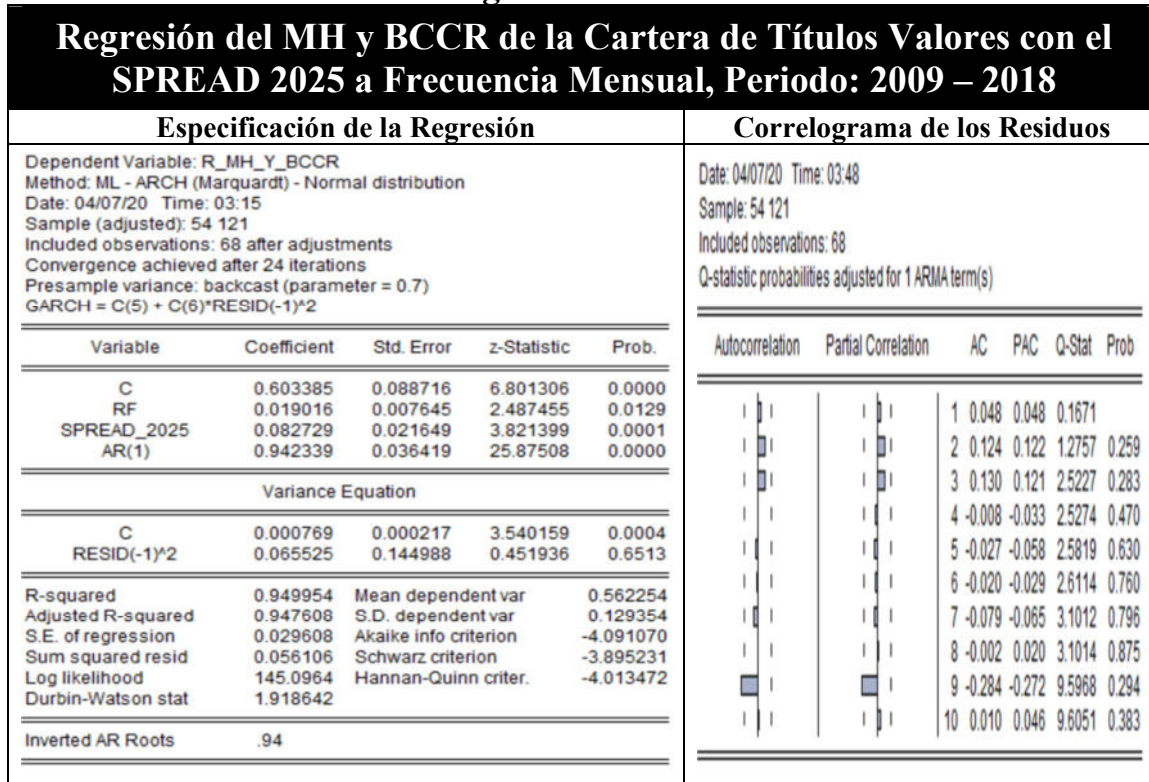 Regresión del MH y BCCR de la Cartera de Títulos Valores con el
SPREAD 2025 a Frecuencia Mensual, Periodo: 2009 – 2018
Especificación de la Regresión
Dependent Variable: R_MH_Y_BCCR
Method: ML - ARCH (Marquardt) - Normal distribution
Date: 04/07/20 Time: 03:15
Sample (adjusted): 54 121
Included observations: 68 after adjustments
Convergence achieved after 24 iterations
Presample variance: backcast (parameter = 0.7)
GARCH = C(5) + C(6)*RESID(-1)^2
Variable Coefficient Std. Error z-Statistic Prob.
C 0.603385 0.088716 6.801306 0.0000
RF 0.019016 0.007645 2.487455 0.0129
SPREAD_2025 0.082729 0.021649 3.821399 0.0001
AR(1) 0.942339 0.036419 25.87508 0.0000
Variance Equation
C 0.000769 0.000217 3.540159 0.0004
RESID(-1)^2 0.065525 0.144988 0.451936 0.6513
R-squared 0.949954 Mean dependent var 0.562254
Adjusted R-squared 0.947608 S.D. dependent var 0.129354
S.E. of regression 0.029608 Akaike info criterion -4.091070
Sum squared resid 0.056106 Schwarz criterion -3.895231
Log likelihood 145.0964 Hannan-Quinn criter. -4.013472
Durbin-Watson stat 1.918642
Inverted AR Roots .94
Correlograma de los Residuos
Date: 04/07/20 Time: 03:48
Sample: 54 121
Included observations: 68
Q-statistic probabilities adjusted for 1 ARMA term(s)
Autocorrelation Partial Correlation AC PAC Q-Stat Prob
1 0.048 0.048 0.1671
2 0.124 0.122 1.2757 0.259
3 0.130 0.121 2.5227 0.283
4 -0.008 -0.033 2.5274 0.470
5 -0.027 -0.058 2.5819 0.630
6 -0.020 -0.029 2.6114 0.760
7 -0.079 -0.065 3.1012 0.796
8 -0.002 0.020 3.1014 0.875
9 -0.284 -0.272 9.5968 0.294
10 0.010 0.046 9.6051 0.383